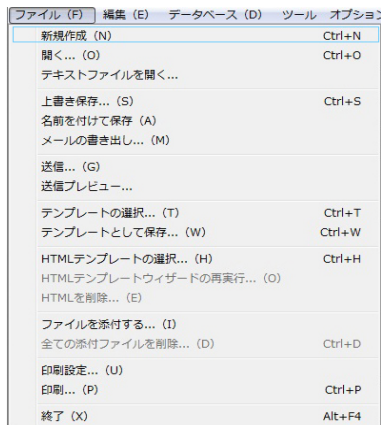 ファイル（F） 編集（E） データベース（D） ツール オプション
新規作成（N） Ctrl+N
開く...（O） Ctrl+O
テキストファイルを開く...
上書き保存...（S） Ctrl+S
名前を付けて保存（A）
メールの書き出し...（M）
送信...（G）
送信プレビュー...
テンプレートの選択...（T） Ctrl+T
テンプレートとして保存...（W） Ctrl+W
HTMLテンプレートの選択...（H） Ctrl+H
HTMLテンプレートウィザードの再実行...（O）
HTMLを削除...（E）
ファイルを添付する...（I）
全ての添付ファイルを削除...（D） Ctrl+D
印刷設定...（U）
印刷...（P） Ctrl+P
終了（X） Alt+F4